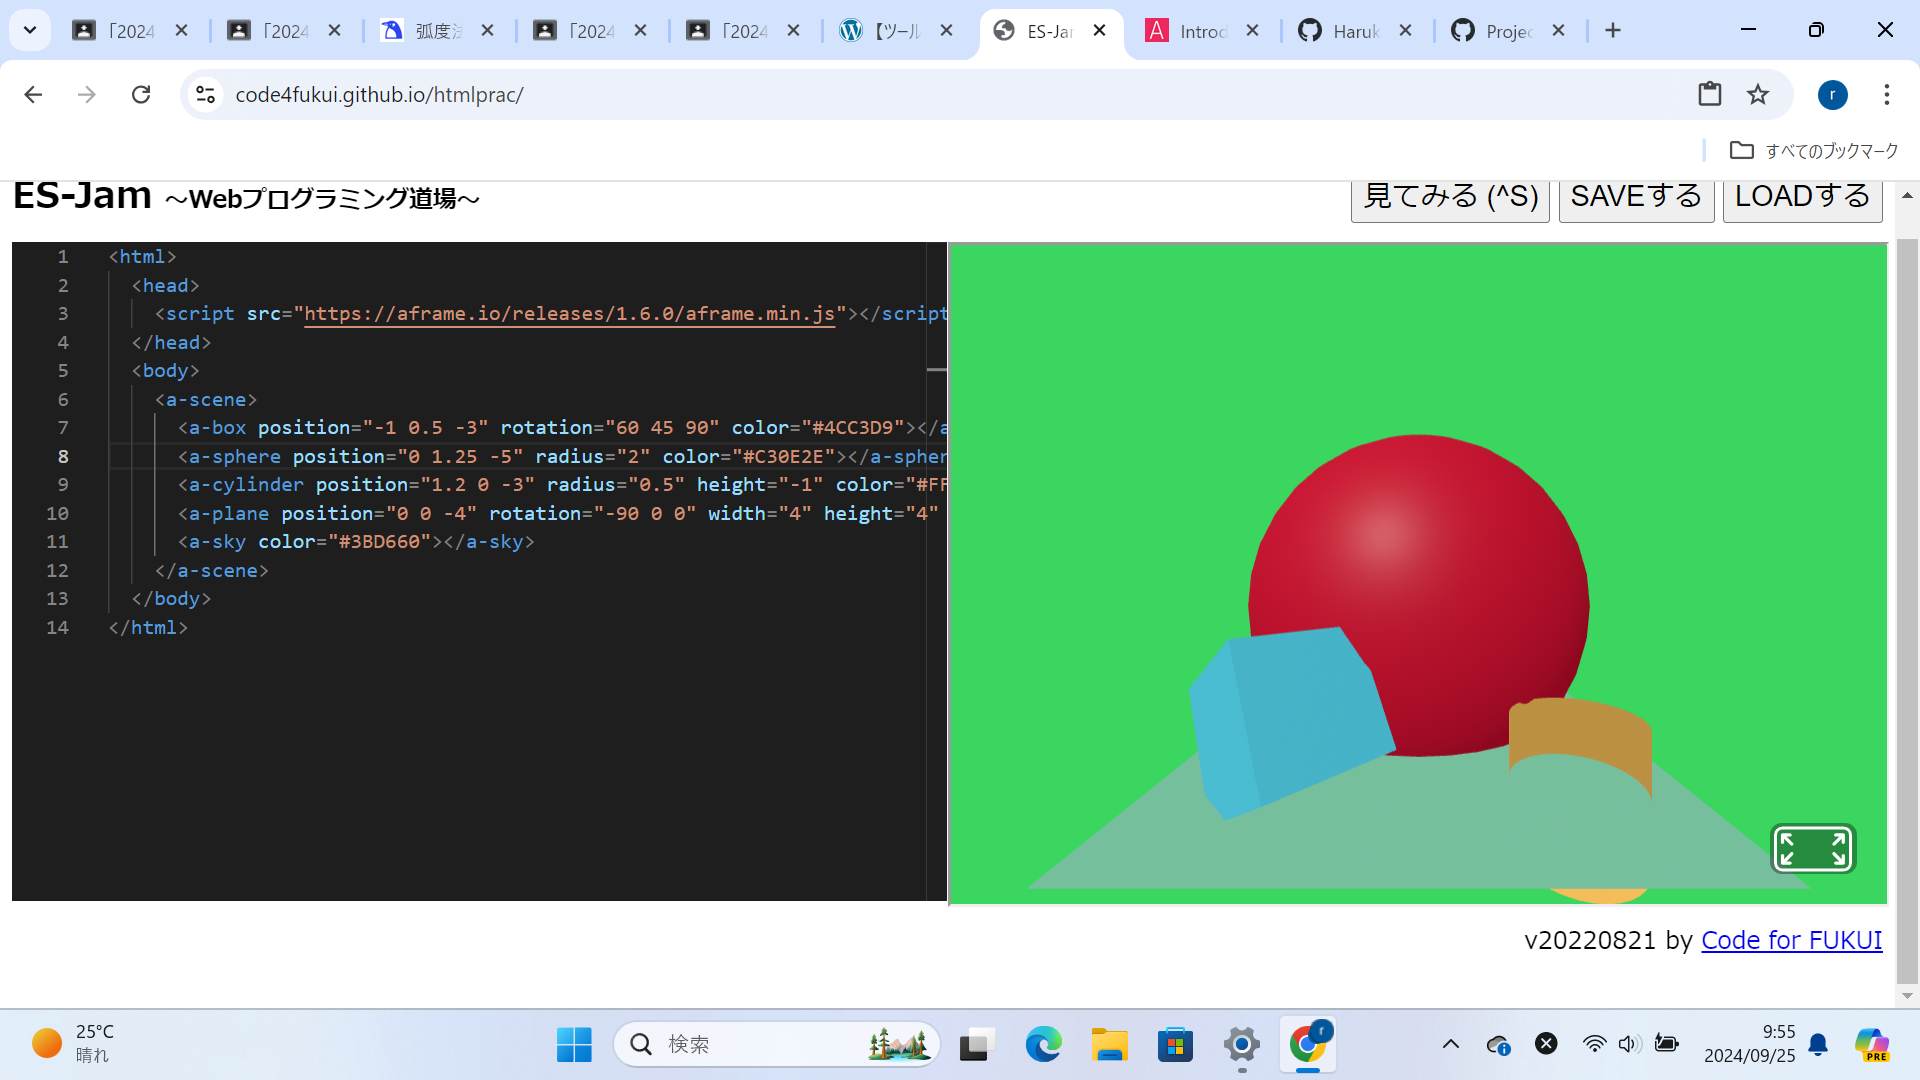 「2024
「2024
弧度法
「2024
「2024
【ツール
ES-Jam
Introd
Haruk
Projec
code4fukui.github.io/htmlprac/
r
すべてのブックマーク
ES-Jam ～Webプログラミング道場～
見てみる (^S)
SAVEする
LOADする
1 <html>
2 <head>
3 <script src="https://aframe.io/releases/1.6.0/aframe.min.js"></script
4 </head>
5 <body>
6 <a-scene>
7 <a-box position="-1 0.5 -3" rotation="60 45 90" color="#4CC3D9"></a
8 <a-sphere position="0 1.25 -5" radius="2" color="#C30E2E"></a-spher
9 <a-cylinder position="1.2 0 -3" radius="0.5" height="-1" color="#FF
10 <a-plane position="0 0 -4" rotation="-90 0 0" width="4" height="4"
11 <a-sky color="#3BD660"></a-sky>
12 </a-scene>
13 </body>
14 </html>
v20220821 by Code for FUKUI
25°C
晴れ
検索
r
9:55
2024/09/25
PRE